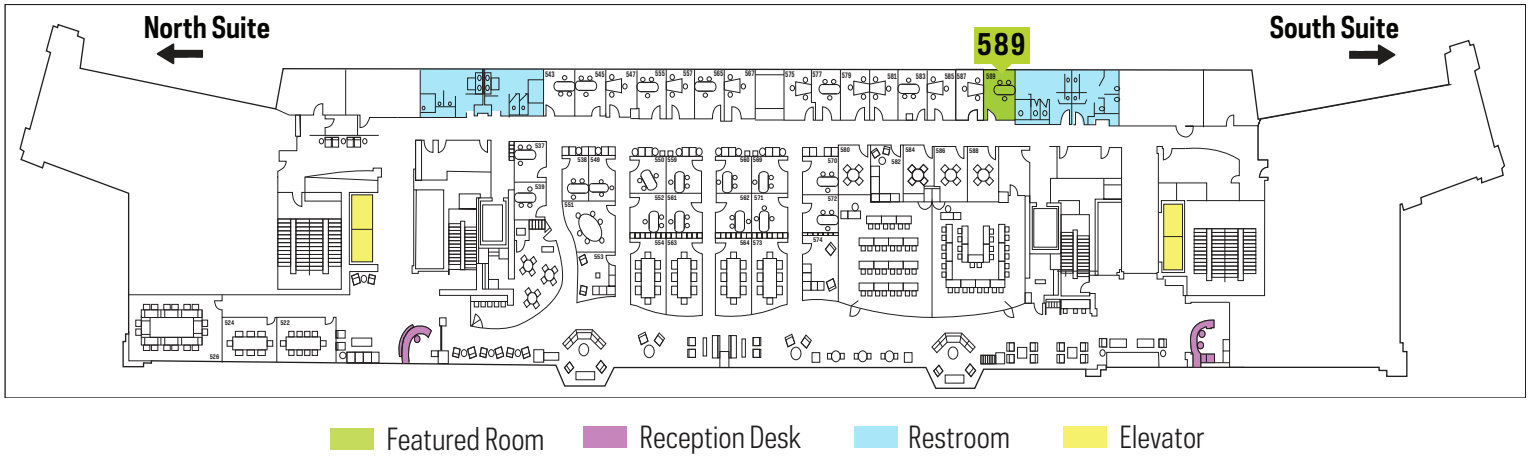 North Suite
South Suite
589
543 545 547 555 557 565 567 575 577 579 581 583 585 587 589
537 538 549 550 559 560 569 570 580 582 584 586 588
539 552 561 562 571 572
551
553 554 563 564 573 574
524 522
526
Featured Room Reception Desk Restroom Elevator